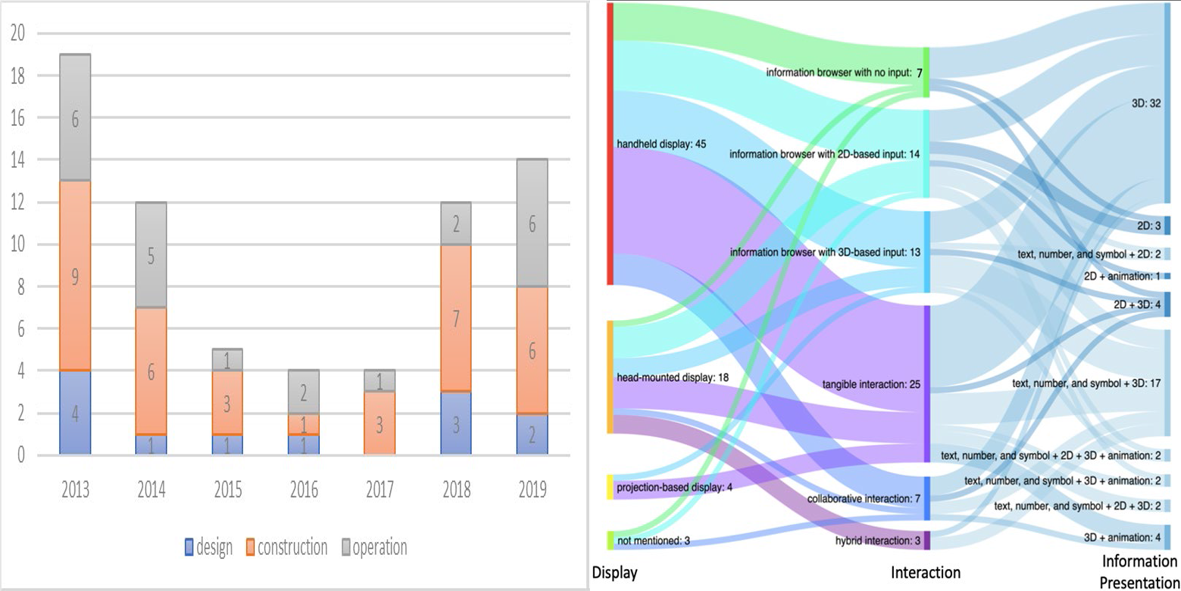 20
18
16
14
12
10
8
6
4
2
0
6
9
4
5
6
1
1
3
1
2
1
1
1
3
2
7
3
6
6
2
2013 2014 2015 2016 2017 2018 2019
design construction operation
handheld display: 45
head-mounted display: 18
projection-based display: 4
not mentioned: 3
Display
information browser with no input: 7
information browser with 2D-based input: 14
information browser with 3D-based input: 13
tangible interaction: 25
collaborative interaction: 7
hybrid interaction: 3
Interaction
3D: 32
2D: 3
text, number, and symbol + 2D: 2
2D + animation: 1
2D + 3D: 4
text, number, and symbol + 3D: 17
text, number, and symbol + 2D + 3D + animation: 2
text, number, and symbol + 3D + animation: 2
text, number, and symbol + 2D + 3D: 2
3D + animation: 4
Information
Presentation